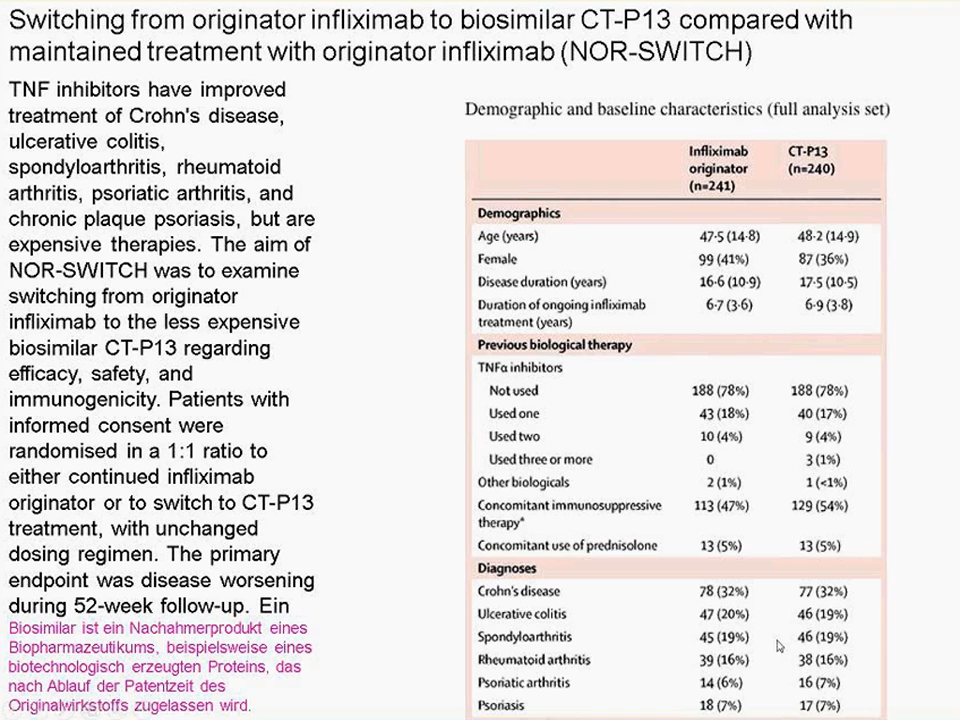 Switching from originator infliximab to biosimilar CT-P13 compared with
maintained treatment with originator infliximab (NOR-SWITCH)
TNF inhibitors have improved
treatment of Crohn's disease,
ulcerative colitis,
spondyloarthritis, rheumatoid
arthritis, psoriatic arthritis, and
chronic plaque psoriasis, but are
expensive therapies. The aim of
NOR-SWITCH was to examine
switching from originator
infliximab to the less expensive
biosimilar CT-P13 regarding
efficacy, safety, and
immunogenicity. Patients with
informed consent were
randomised in a 1:1 ratio to
either continued infliximab
originator or to switch to CT-P13
treatment, with unchanged
dosing regimen. The primary
endpoint was disease worsening
during 52-week follow-up. Ein
Biosimilar ist ein Nachahmerprodukt eines
Biopharmazeutikums, beispielsweise eines
biotechnologisch erzeugten Proteins, das
nach Ablauf der Patentzeit des
Originalwirkstoffs zugelassen wird.
Demographic and baseline characteristics (full analysis set)
Infliximab originator (n=241) CT-P13 (n=240)
Demographics
Age (years) 47·5 (14·8) 48·2 (14·9)
Female 99 (41%) 87 (36%)
Disease duration (years) 16·6 (10·9) 17·5 (10·5)
Duration of ongoing infliximab 6·7 (3·6) 6·9 (3·8)
treatment (years)
Previous biological therapy
TNFα inhibitors
Not used 188 (78%) 188 (78%)
Used one 43 (18%) 40 (17%)
Used two 10 (4%) 9 (4%)
Used three or more 0 3 (1%)
Other biologicals 2 (1%) 1 (<1%)
Concomitant immunosuppressive 113 (47%) 129 (54%)
therapy*
Concomitant use of prednisolone 13 (5%) 13 (5%)
Diagnoses
Crohn's disease 78 (32%) 77 (32%)
Ulcerative colitis 47 (20%) 46 (19%)
Spondyloarthritis 45 (19%) 46 (19%)
Rheumatoid arthritis 39 (16%) 38 (16%)
Psoriatic arthritis 14 (6%) 16 (7%)
Psoriasis 18 (7%) 17 (7%)